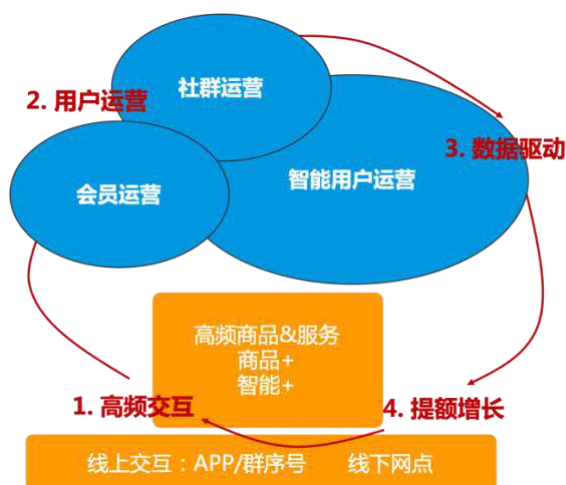 社群运营
2. 用户运营
3. 数据驱动
智能用户运营
会员运营
高频商品&服务
商品+
智能+
1. 高频交互
4. 提额增长
线上交互：APP/群序号 线下网点